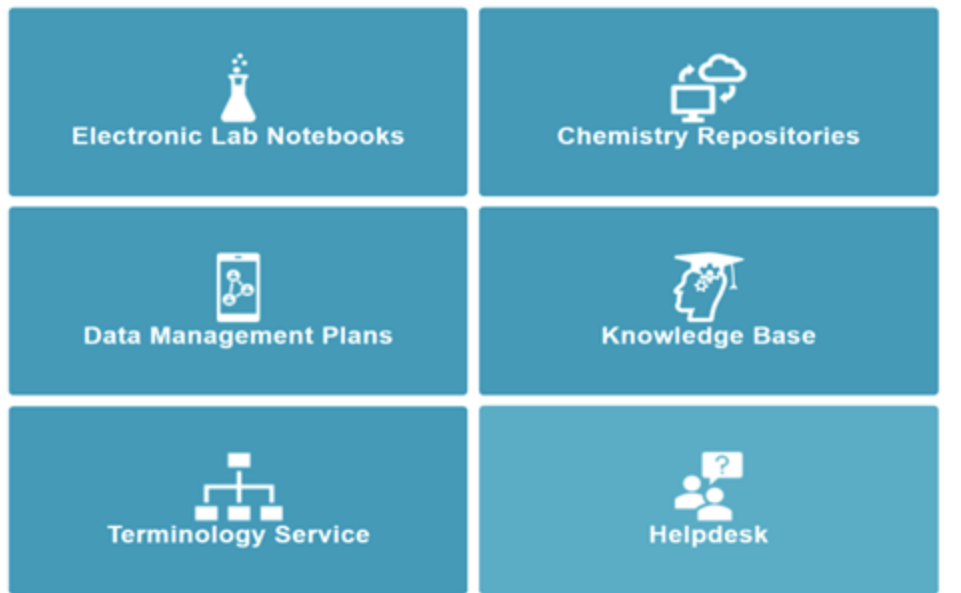 Electronic Lab Notebooks
Chemistry Repositories
Data Management Plans
Knowledge Base
Terminology Service
?
Helpdesk